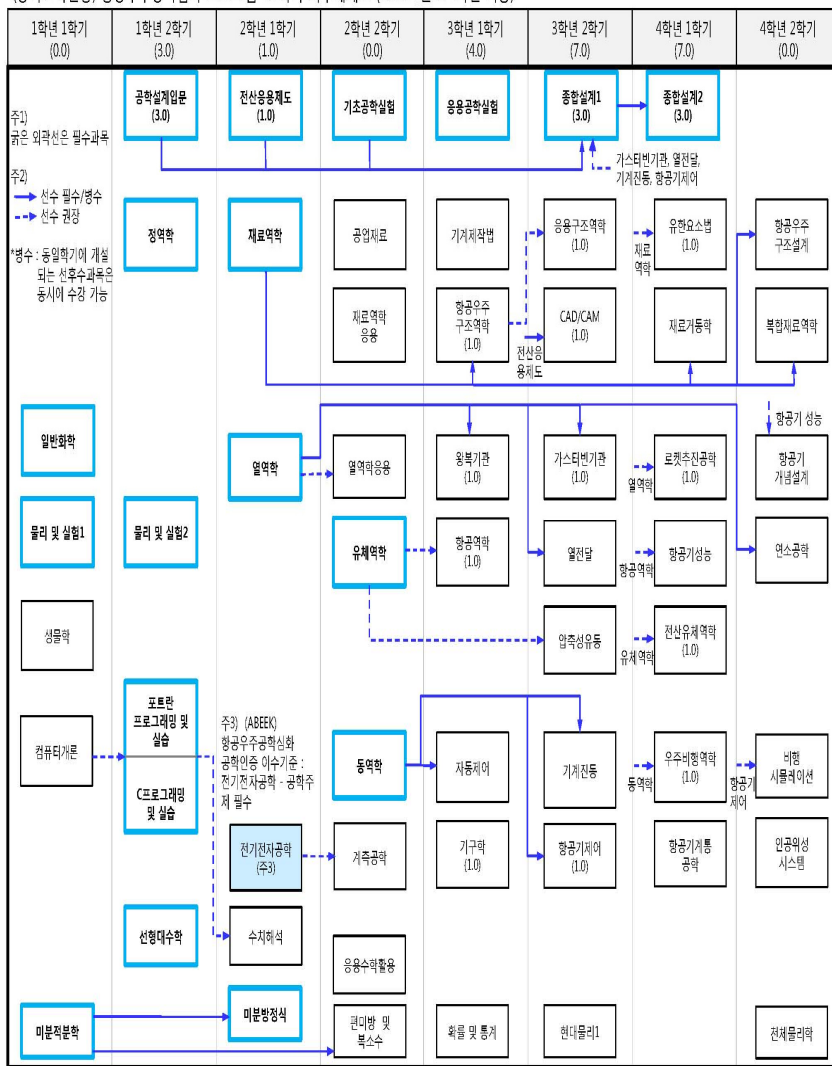 1학년 1학기
(0.0)
1학년 2학기
(3.0)
2학년 1학기
(1.0)
2학년 2학기
(0.0)
3학년 1학기
(4.0)
3학년 2학기
(7.0)
4학년 1학기
(7.0)
4학년 2학기
(0.0)
주1)
굵은 외곽선은 필수과목
주2)
선수 필수/병수
선수 권장
*병수 : 동일학기에 개설
되는 선후수과목은
동시에 수강 가능
공학설계입문
(3.0)
전산응용제도
(1.0)
기초공학실험
응용공학실험
종합설계1
(3.0)
종합설계2
(3.0)
가스터빈기관, 열전달,
기계진동, 항공기제어
정역학
재료역학
공업재료
기계제작법
응용구조역학
(1.0)
재료
역학
유한요소법
(1.0)
항공우주
구조설계
재료역학
응용
항공우주
구조역학
(1.0)
전산응
용제도
CAD/CAM
(1.0)
재료거동학
복합재료역학
일반화학
열역학
열역학응용
왕복기관
(1.0)
가스터빈기관
(1.0)
열역학
로켓추진공학
(1.0)
항공기 성능
항공기
개념설계
물리 및 실험1
물리 및 실험2
유체역학
항공역학
(1.0)
열전달
항공역학
항공기성능
연소공학
생물학
압축성유동
유체역학
전산유체역학
(1.0)
컴퓨터개론
포트란
프로그래밍 및
실습
C프로그래밍
및 실습
주3) (ABEEK)
항공우주공학심화
공학인증 이수기준 :
전기전자공학 - 공학주
제 필수
동역학
자동제어
기계진동
동역학
우주비행역학
(1.0)
항공기
제어
비행
시뮬레이션
전기전자공학
(주3)
계측공학
기구학
(1.0)
항공기제어
(1.0)
항공기계통
공학
인공위성
시스템
선형대수학
수치해석
응용수학활용
미분적분학
미분방정식
편미방 및
복소수
확률 및 통계
현대물리1
천체물리학